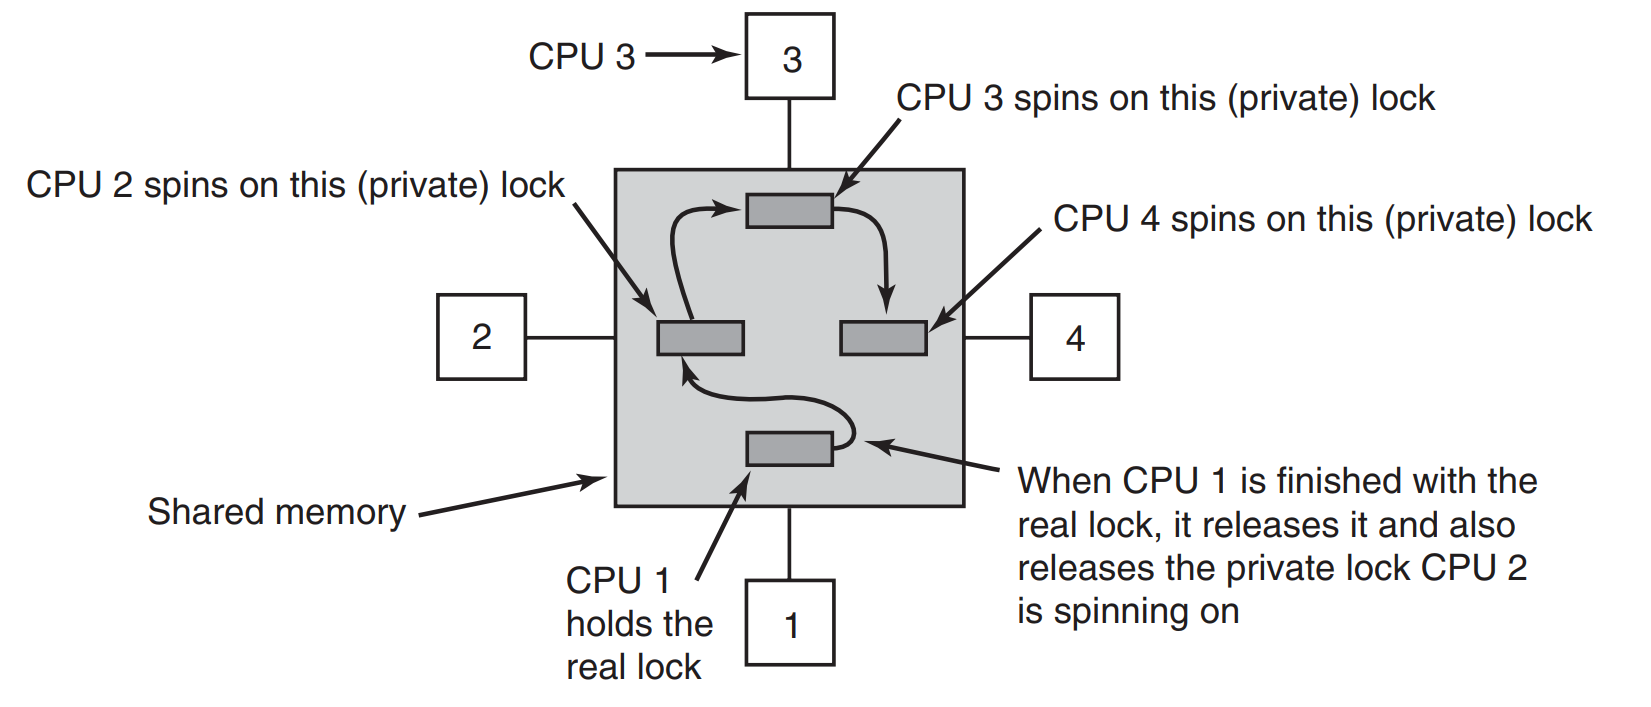 CPU 3
3
CPU 3 spins on this (private) lock
CPU 2 spins on this (private) lock
CPU 4 spins on this (private) lock
2
4
Shared memory
When CPU 1 is finished with the
real lock, it releases it and also
releases the private lock CPU 2
is spinning on
CPU 1
holds the
real lock
1